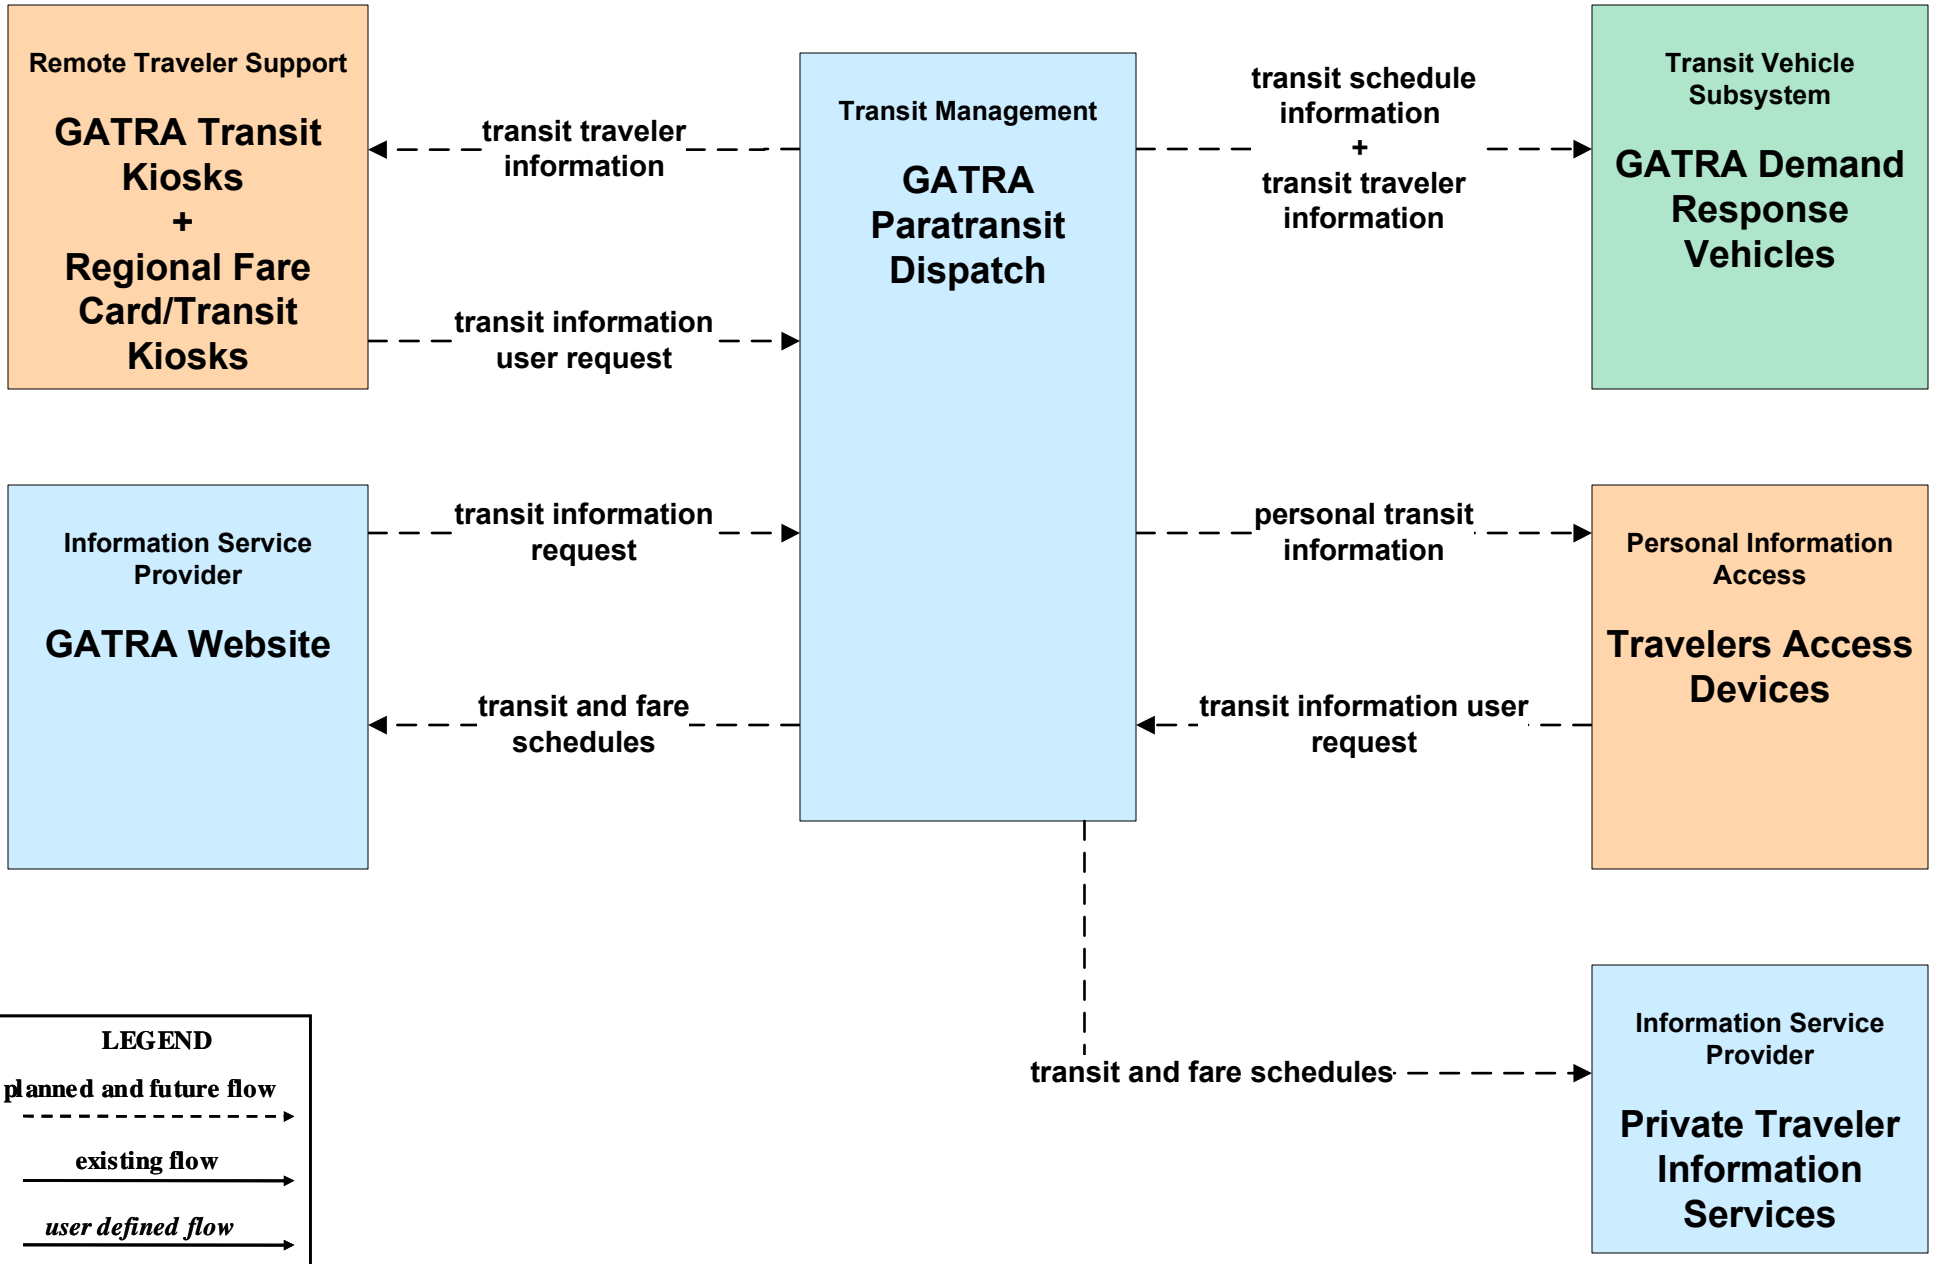 Remote Traveler Support
GATRA Transit
Kiosks
+
Regional Fare
Card/Transit
Kiosks
transit traveler
information
transit information
user request
Transit Management
GATRA
Paratransit
Dispatch
transit schedule
information
+
transit traveler
information
Transit Vehicle
Subsystem
GATRA Demand
Response
Vehicles
Information Service
Provider
GATRA Website
transit information
request
transit and fare
schedules
personal transit
information
transit information user
request
Personal Information
Access
Travelers Access
Devices
transit and fare schedules
Information Service
Provider
Private Traveler
Information
Services
LEGEND
planned and future flow
existing flow
user defined flow